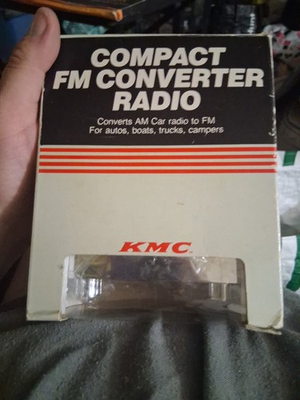 COMPACT
FM CONVERTER
RADIO
Converts AM Car radio to FM
For autos, boats, trucks, campers
KMC